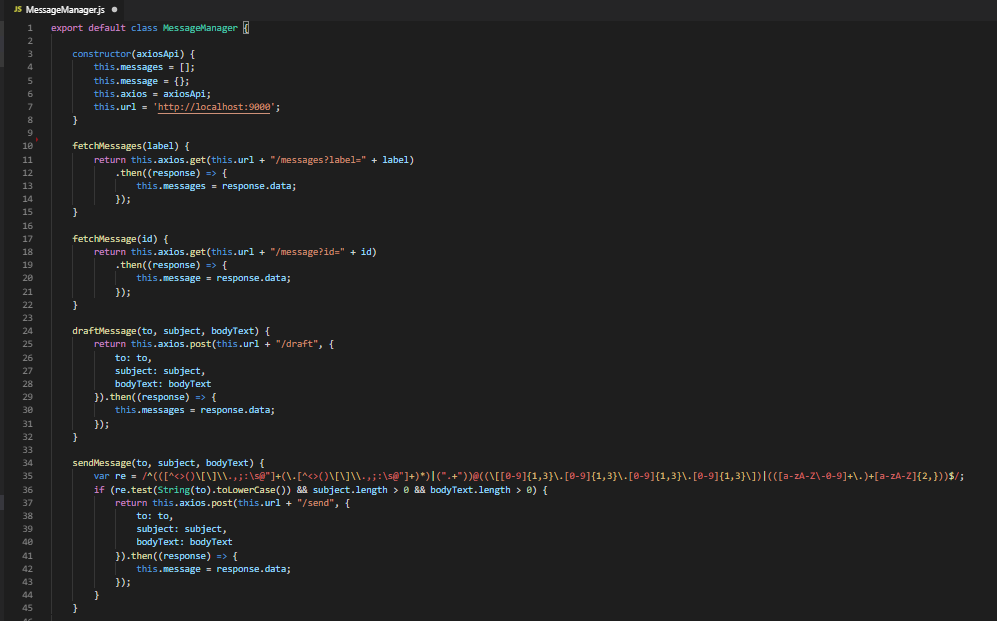 JS MessageManager.js ●
1 export default class MessageManager {
2
3     constructor(axiosApi) {
4         this.messages = [];
5         this.message = {};
6         this.axios = axiosApi;
7         this.url = 'http://localhost:9000';
8     }
9
10     fetchMessages(label) {
11         return this.axios.get(this.url + "/messages?label=" + label)
12             .then((response) => {
13                 this.messages = response.data;
14             });
15     }
16
17     fetchMessage(id) {
18         return this.axios.get(this.url + "/message?id=" + id)
19             .then((response) => {
20                 this.message = response.data;
21             });
22     }
23
24     draftMessage(to, subject, bodyText) {
25         return this.axios.post(this.url + "/draft", {
26             to: to,
27             subject: subject,
28             bodyText: bodyText
29         }).then((response) => {
30             this.messages = response.data;
31         });
32     }
33
34     sendMessage(to, subject, bodyText) {
35         var re = /^(([^<>()\[\]\\.,;:\s@"]+(\.[^<>()\[\]\\.,;:\s@"]+)*)|(".+"))@((\[[0-9]{1,3}\.[0-9]{1,3}\.[0-9]{1,3}\.[0-9]{1,3}\])|(([a-zA-Z\-0-9]+\.)+[a-zA-Z]{2,}))$/;
36         if (re.test(String(to).toLowerCase()) && subject.length > 0 && bodyText.length > 0) {
37             return this.axios.post(this.url + "/send", {
38                 to: to,
39                 subject: subject,
40                 bodyText: bodyText
41             }).then((response) => {
42                 this.message = response.data;
43             });
44         }
45     }